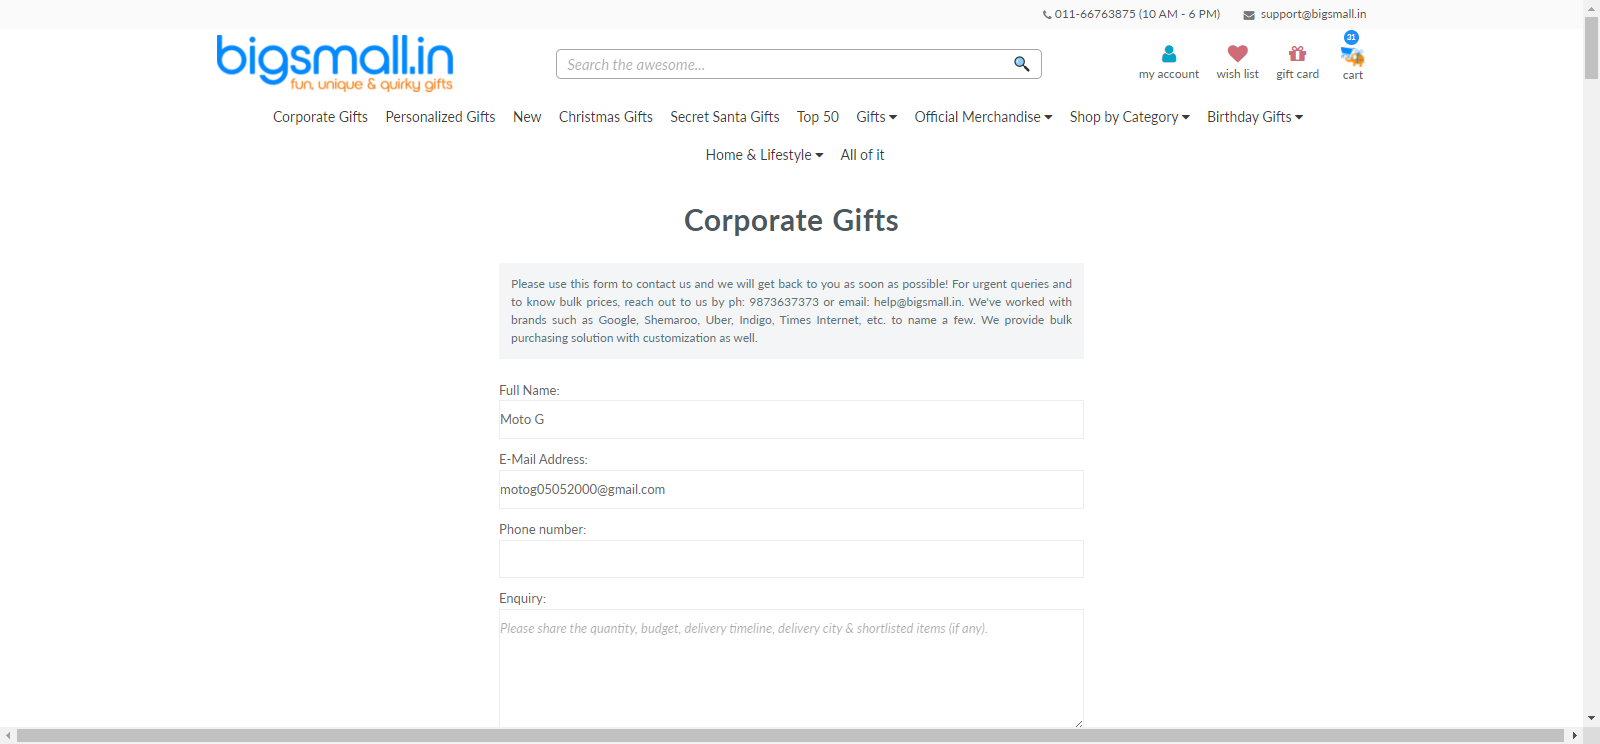 011-66763875 (10 AM - 6 PM) support@bigsmall.in
bigsmall.in
fun, unique & quirky gifts
Search the awesome...
my account wish list gift card 31 cart
Corporate Gifts Personalized Gifts New Christmas Gifts Secret Santa Gifts Top 50 Gifts Official Merchandise Shop by Category Birthday Gifts
Home & Lifestyle All of it
Corporate Gifts
Please use this form to contact us and we will get back to you as soon as possible! For urgent queries and
to know bulk prices, reach out to us by ph: 9873637373 or email: help@bigsmall.in. We've worked with
brands such as Google, Shemaroo, Uber, Indigo, Times Internet, etc. to name a few. We provide bulk
purchasing solution with customization as well.
Full Name:
Moto G
E-Mail Address:
motog05052000@gmail.com
Phone number:
Enquiry:
Please share the quantity, budget, delivery timeline, delivery city & shortlisted items (if any).